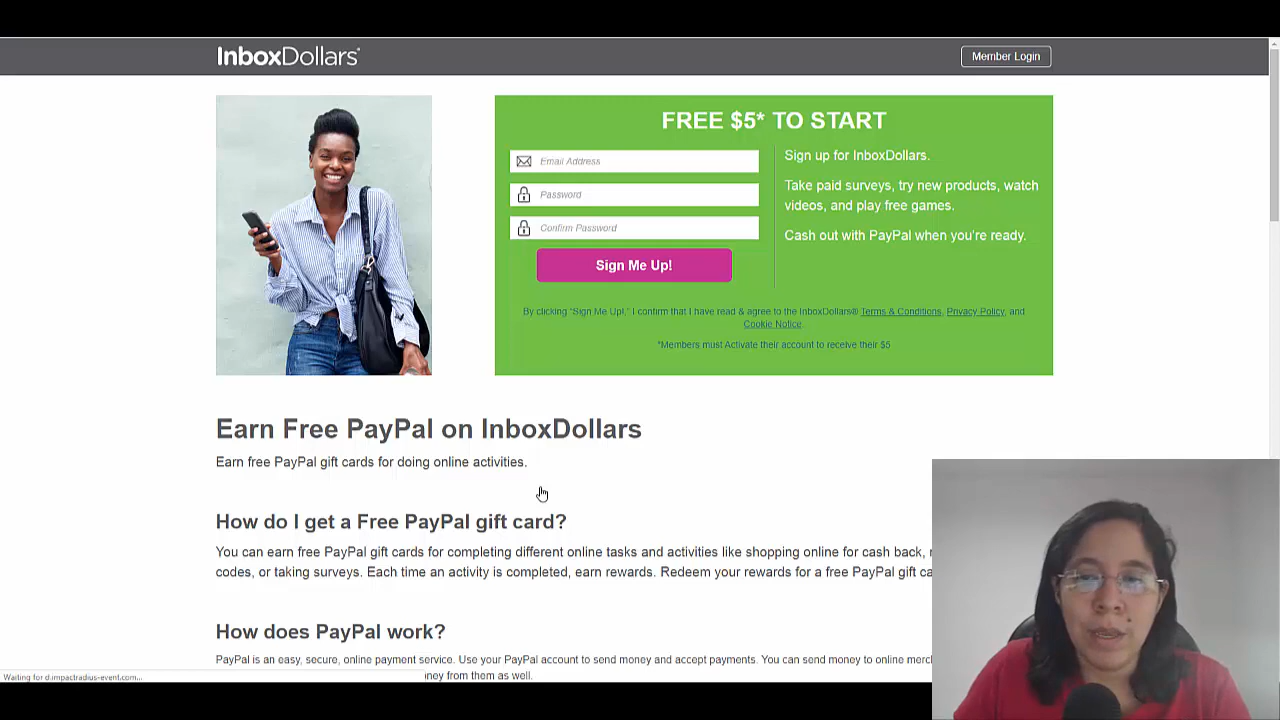 InboxDollars®
Member Login
FREE $5* TO START
Email Address
Password
Confirm Password
Sign Me Up!
Sign up for InboxDollars.
Take paid surveys, try new products, watch
videos, and play free games.
Cash out with PayPal when you're ready.
By clicking "Sign Me Up!," I confirm that I have read & agree to the InboxDollars® Terms & Conditions, Privacy Policy, and
Cookie Notice.
*Members must Activate their account to receive their $5
Earn Free PayPal on InboxDollars
Earn free PayPal gift cards for doing online activities.
How do I get a Free PayPal gift card?
You can earn free PayPal gift cards for completing different online tasks and activities like shopping online for cash back,
codes, or taking surveys. Each time an activity is completed, earn rewards. Redeem your rewards for a free PayPal gift
How does PayPal work?
PayPal is an easy, secure, online payment service. Use your PayPal account to send money and accept payments. You can send money to online
from them as well.
Waiting for d.impactradius-event.com...